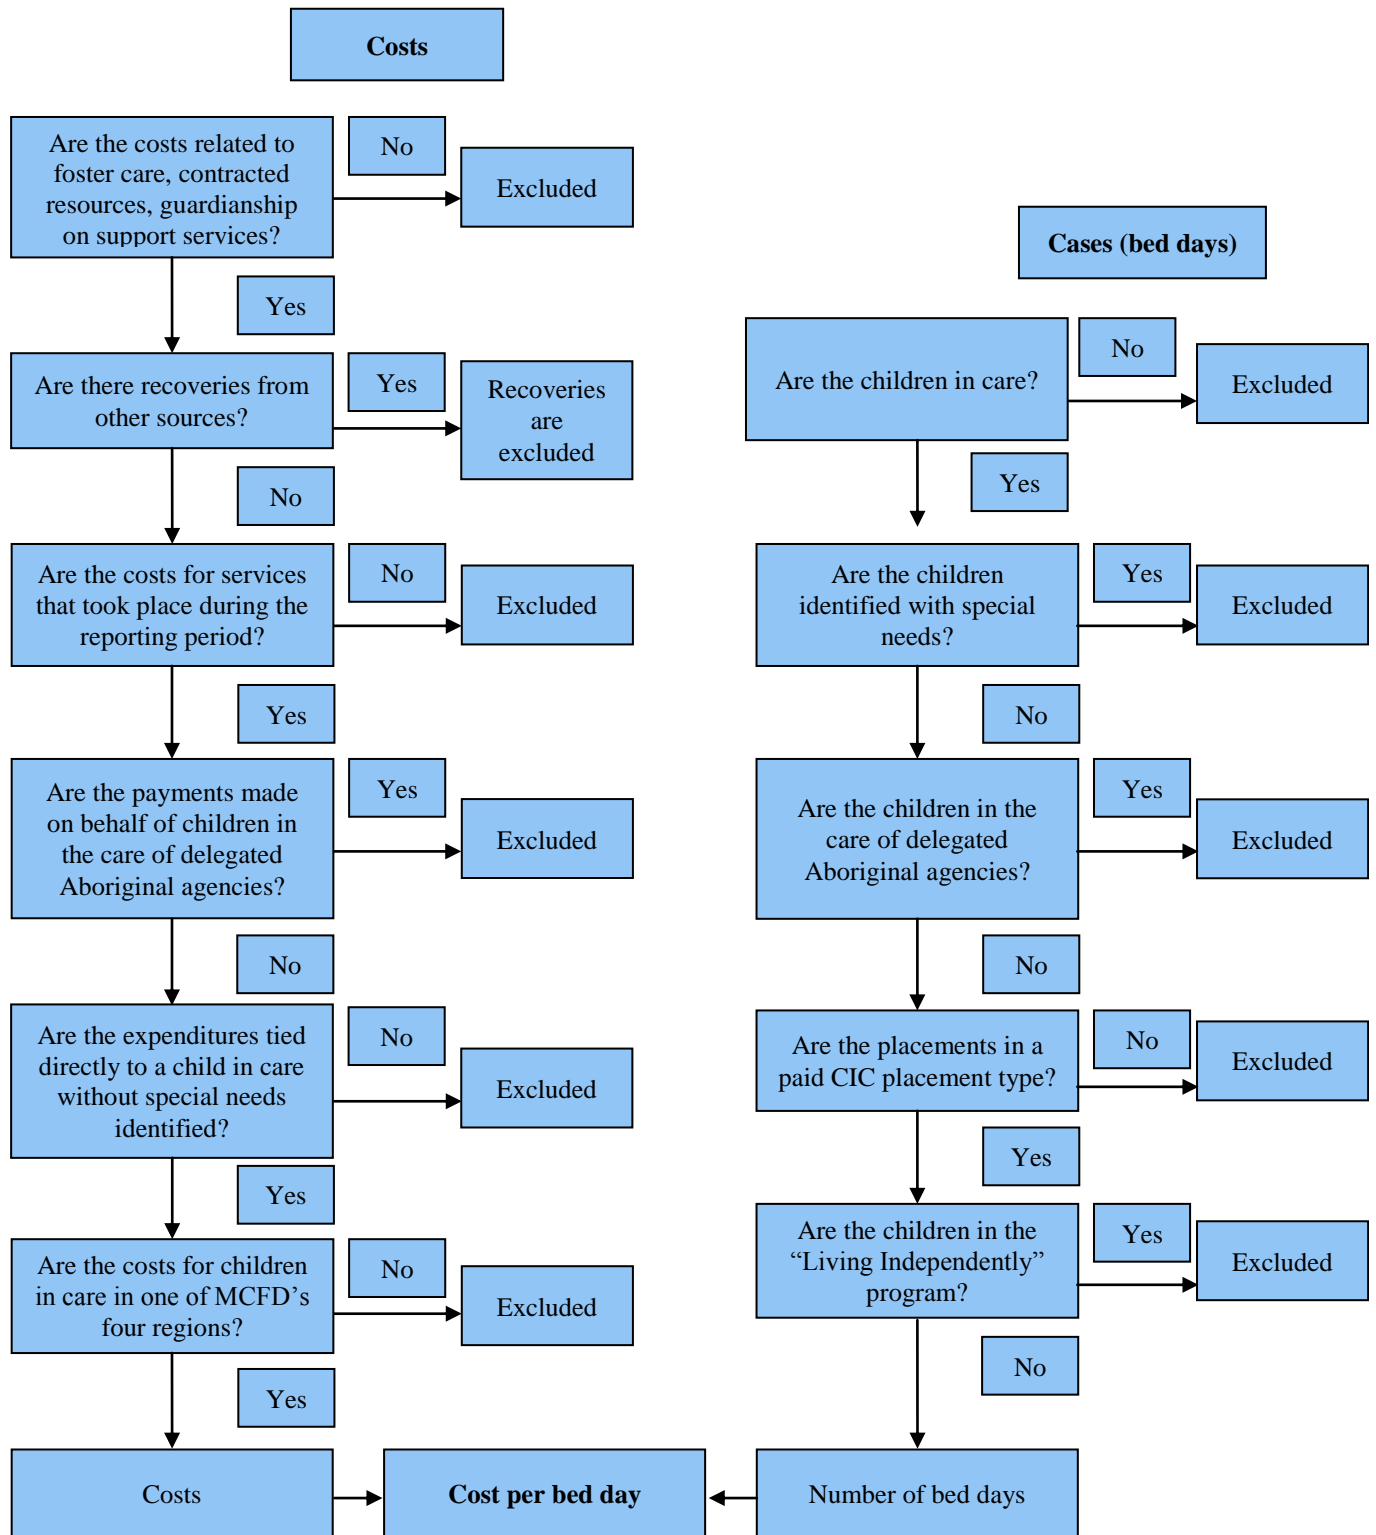 Costs
Are the costs related to
foster care, contracted
resources, guardianship
on support services?
No
Excluded
Yes
Are there recoveries from
other sources?
Yes
Recoveries
are
excluded
No
Are the costs for services
that took place during the
reporting period?
No
Excluded
Yes
Are the payments made
on behalf of children in
the care of delegated
Aboriginal agencies?
Yes
Excluded
No
Are the expenditures tied
directly to a child in care
without special needs
identified?
No
Excluded
Yes
Are the costs for children
in care in one of MCFD’s
four regions?
No
Excluded
Yes
Costs
Cost per bed day
Cases (bed days)
Are the children in care?
No
Excluded
Yes
Are the children
identified with special
needs?
Yes
Excluded
No
Are the children in the
care of delegated
Aboriginal agencies?
Yes
Excluded
No
Are the placements in a
paid CIC placement type?
No
Excluded
Yes
Are the children in the
“Living Independently”
program?
Yes
Excluded
No
Number of bed days